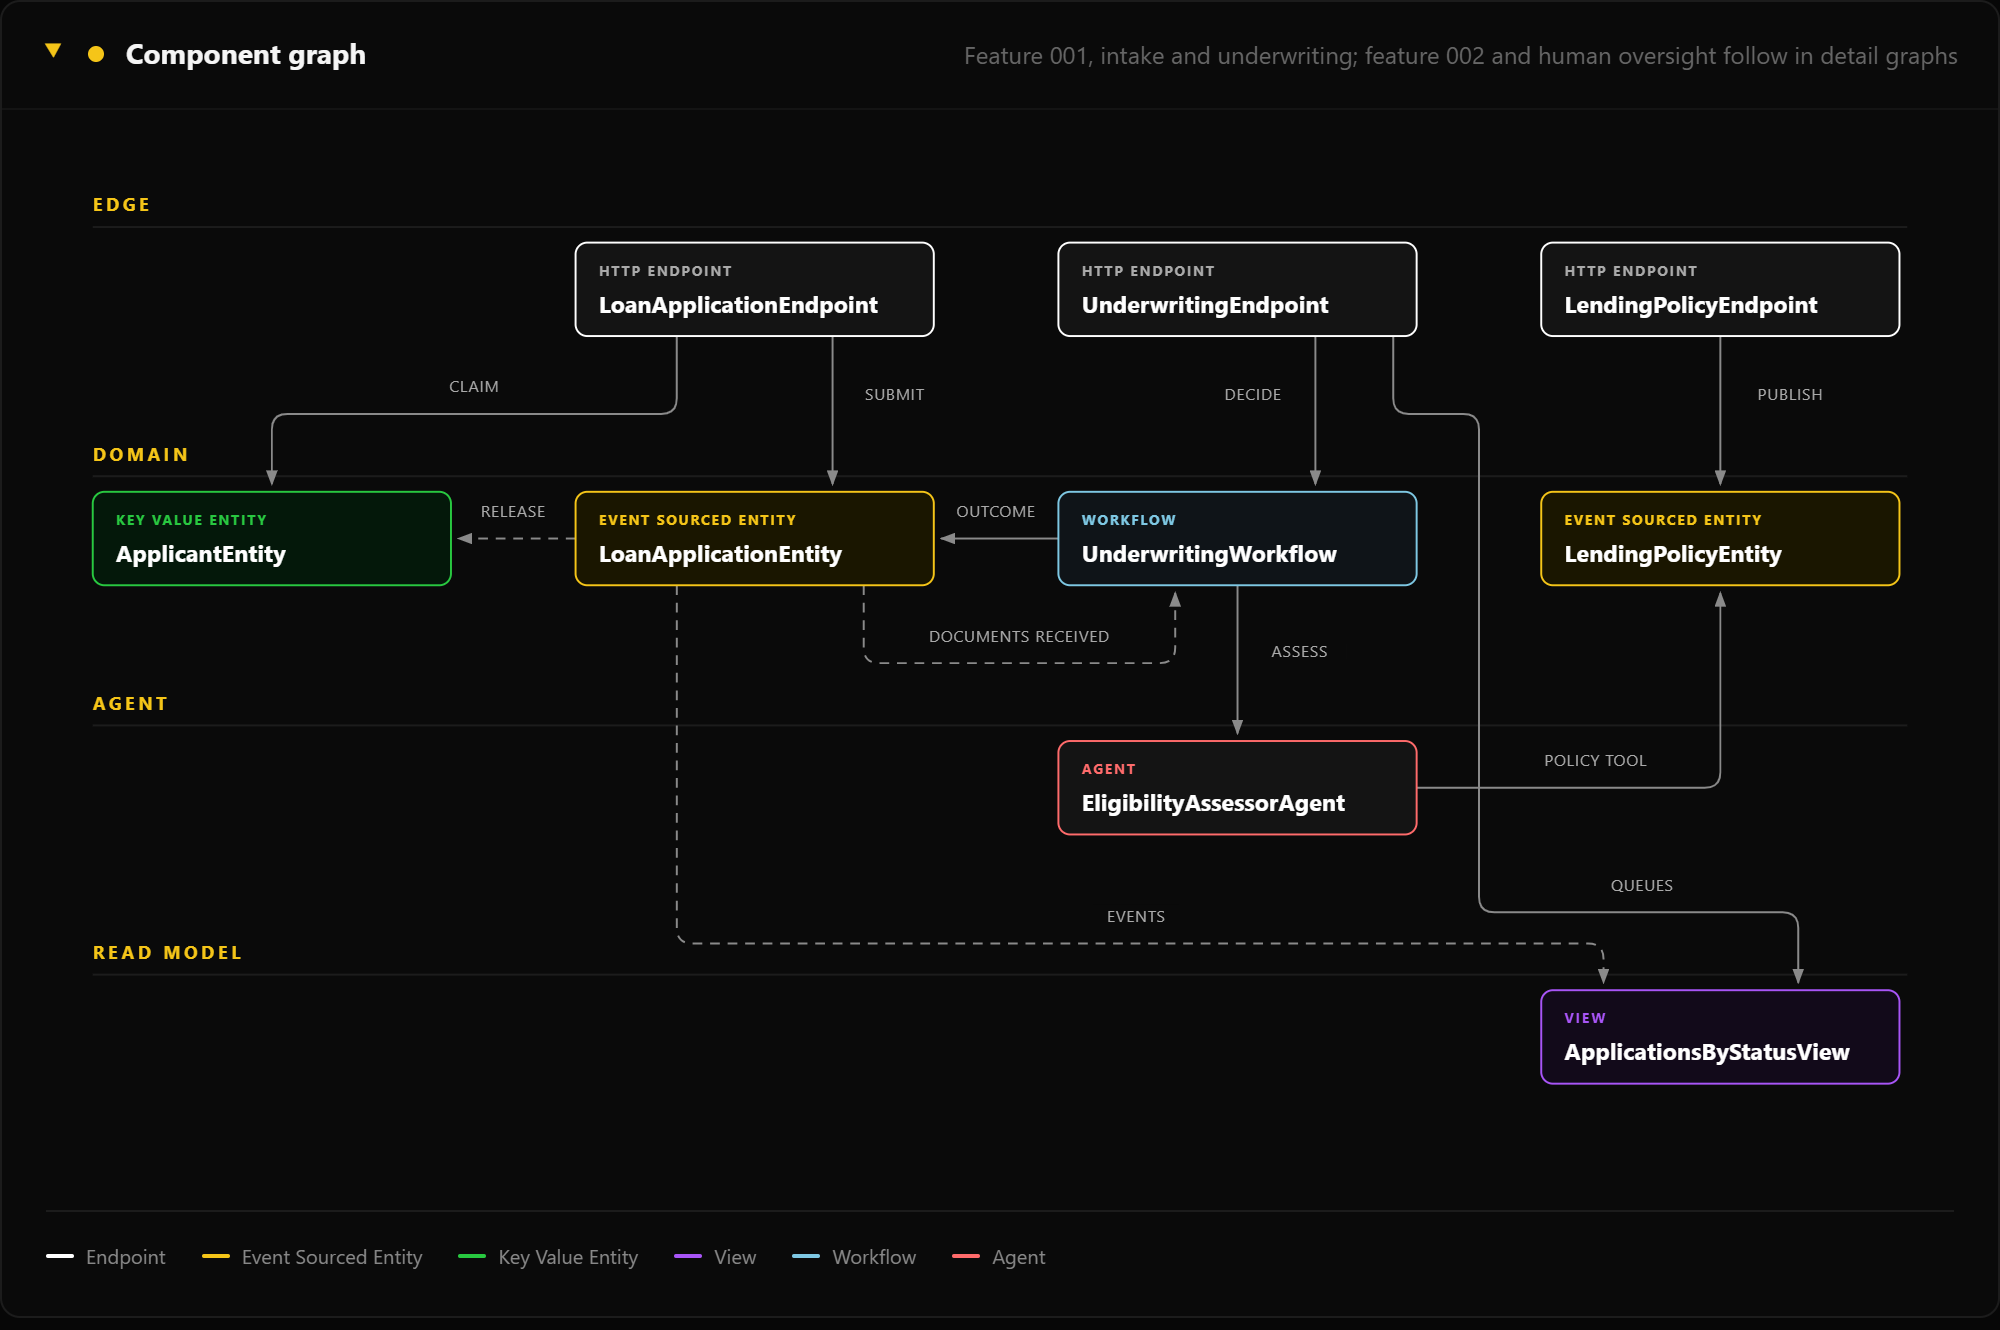 Component graph
Feature 001, intake and underwriting; feature 002 and human oversight follow in detail graphs
EDGE
HTTP ENDPOINT
LoanApplicationEndpoint
HTTP ENDPOINT
UnderwritingEndpoint
HTTP ENDPOINT
LendingPolicyEndpoint
CLAIM
SUBMIT
DECIDE
PUBLISH
DOMAIN
KEY VALUE ENTITY
ApplicantEntity
RELEASE
EVENT SOURCED ENTITY
LoanApplicationEntity
OUTCOME
WORKFLOW
UnderwritingWorkflow
EVENT SOURCED ENTITY
LendingPolicyEntity
DOCUMENTS RECEIVED
ASSESS
AGENT
AGENT
EligibilityAssessorAgent
POLICY TOOL
QUEUES
EVENTS
READ MODEL
VIEW
ApplicationsByStatusView
Endpoint
Event Sourced Entity
Key Value Entity
View
Workflow
Agent